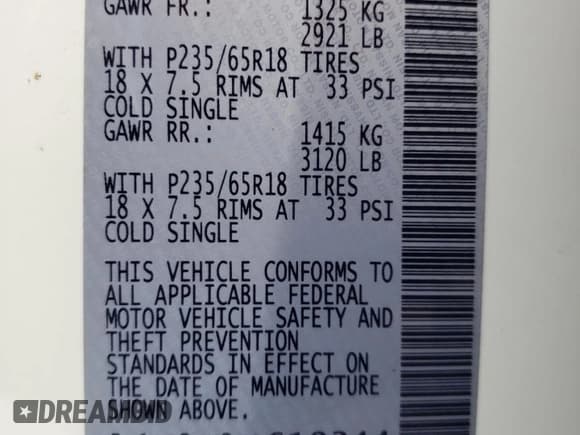 GAWR FR.: 1325 KG
2921 LB
WITH P235/65R18 TIRES
18 X 7.5 RIMS AT 33 PSI
COLD SINGLE
GAWR RR.: 1415 KG
3120 LB
WITH P235/65R18 TIRES
18 X 7.5 RIMS AT 33 PSI
COLD SINGLE
THIS VEHICLE CONFORMS TO
ALL APPLICABLE FEDERAL
MOTOR VEHICLE SAFETY AND
THEFT PREVENTION
STANDARDS IN EFFECT ON
THE DATE OF MANUFACTURE
SHOWN ABOVE.
DREAMBID